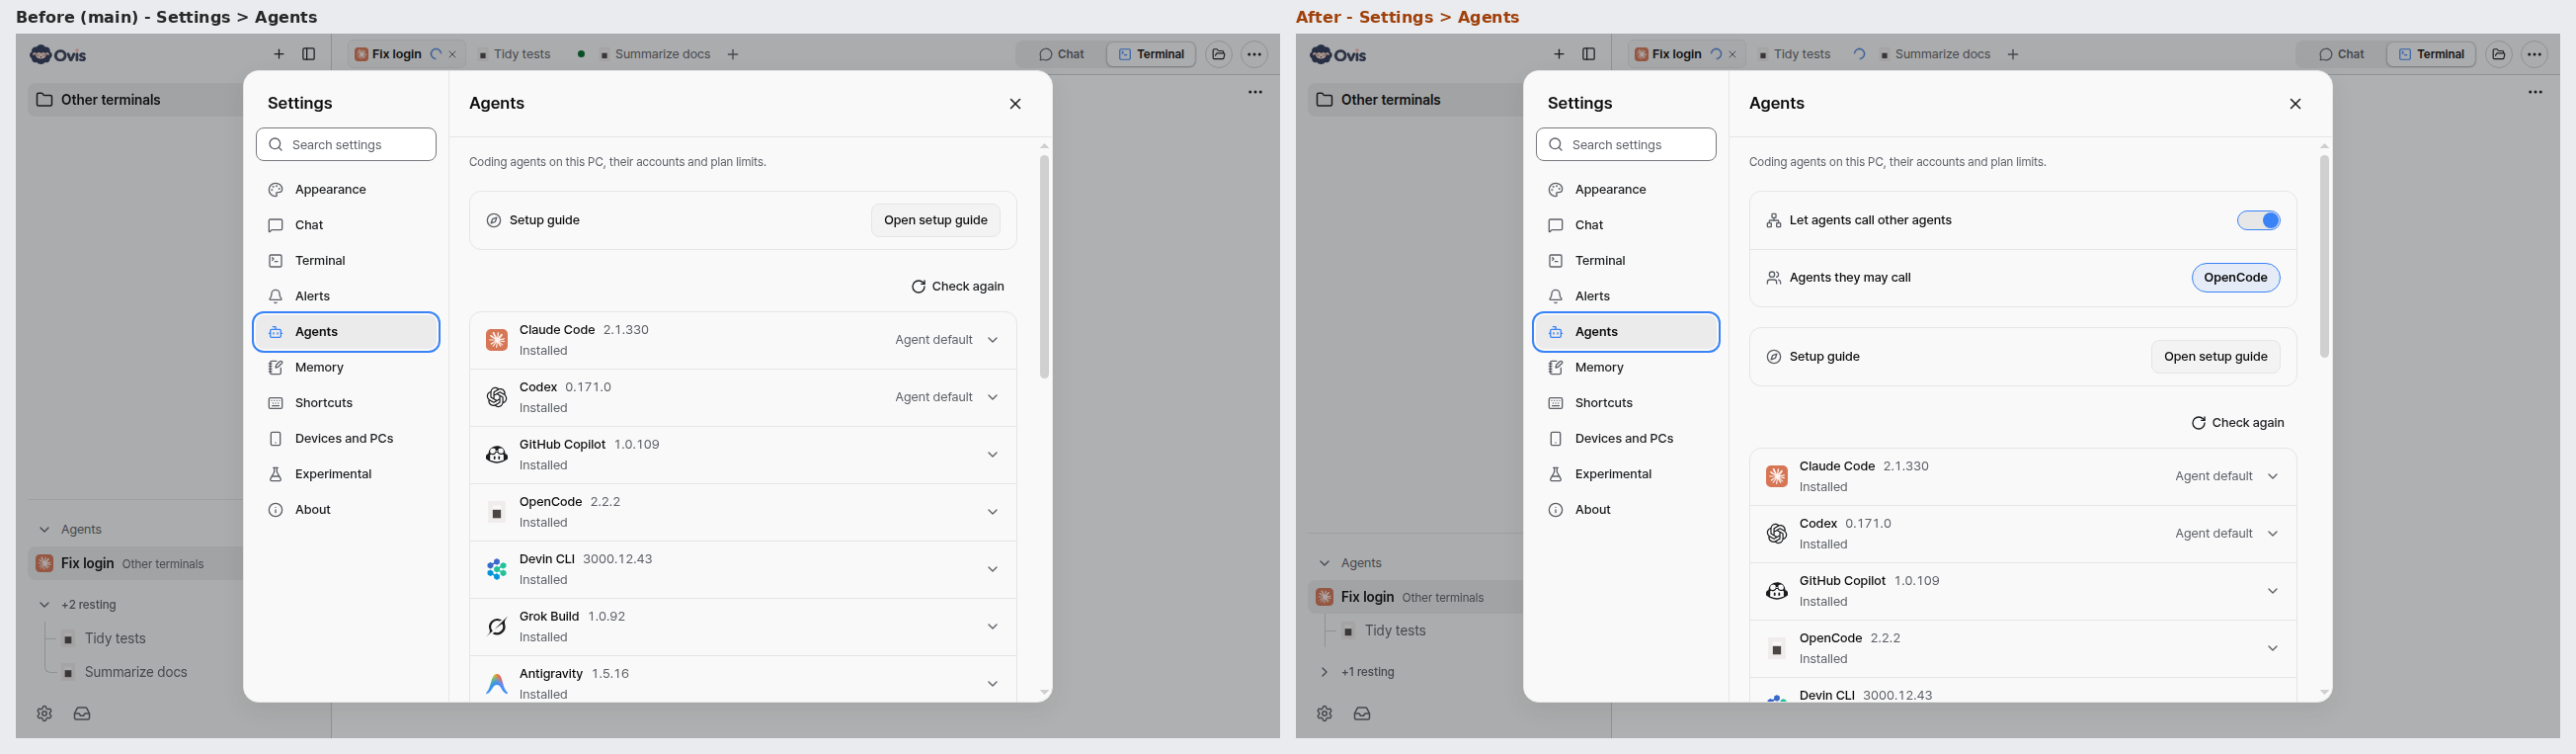 Before (main) - Settings > Agents
Ovis
Fix login
Tidy tests
Summarize docs
Chat
Terminal
Other terminals
Agents
Fix login Other terminals
+2 resting
Tidy tests
Summarize docs
Settings
Search settings
Appearance
Chat
Terminal
Alerts
Agents
Memory
Shortcuts
Devices and PCs
Experimental
About
Agents
Coding agents on this PC, their accounts and plan limits.
Setup guide
Open setup guide
Check again
Claude Code 2.1.330
Installed
Agent default
Codex 0.171.0
Installed
Agent default
GitHub Copilot 1.0.109
Installed
OpenCode 2.2.2
Installed
Devin CLI 3000.12.43
Installed
Grok Build 1.0.92
Installed
Antigravity 1.5.16
Installed
After - Settings > Agents
Ovis
Fix login
Tidy tests
Summarize docs
Chat
Terminal
Other terminals
Agents
Fix login Other terminals
Tidy tests
+1 resting
Settings
Search settings
Appearance
Chat
Terminal
Alerts
Agents
Memory
Shortcuts
Devices and PCs
Experimental
About
Agents
Coding agents on this PC, their accounts and plan limits.
Let agents call other agents
Agents they may call
OpenCode
Setup guide
Open setup guide
Check again
Claude Code 2.1.330
Installed
Agent default
Codex 0.171.0
Installed
Agent default
GitHub Copilot 1.0.109
Installed
OpenCode 2.2.2
Installed
Devin CLI 3000.12.43